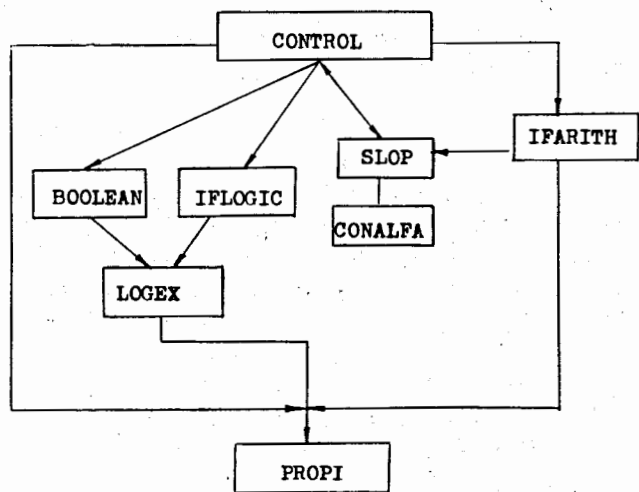 CONTROL
IFARITH
SLOP
BOOLEAN
IFLOGIC
CONALFA
LOGEX
PROPI